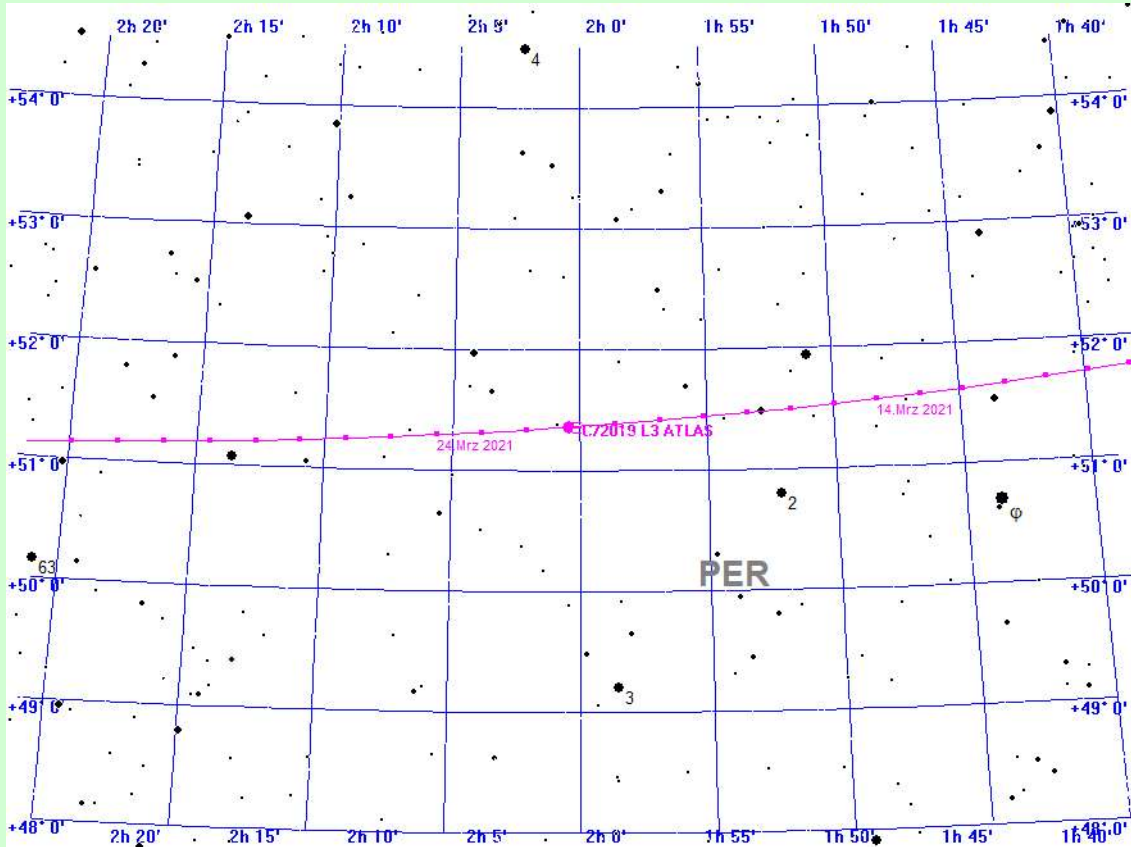 2h 20' 2h 15' 2h 10' 2h 5' 2h 0' 1h 55' 1h 50' 1h 45' 1h 40'
4
+54° 0' +54° 0'
+53° 0' +53° 0'
+52° 0' +52° 0'
14.Mrz 2021
C/2019 L3 ATLAS
24.Mrz 2021
+51° 0' +51° 0'
2
φ
63
PER
+50° 0' +50° 0'
3
+49° 0' +49° 0'
+48° 0' +48° 0'
2h 20' 2h 15' 2h 10' 2h 5' 2h 0' 1h 55' 1h 50' 1h 45' 1h 40'